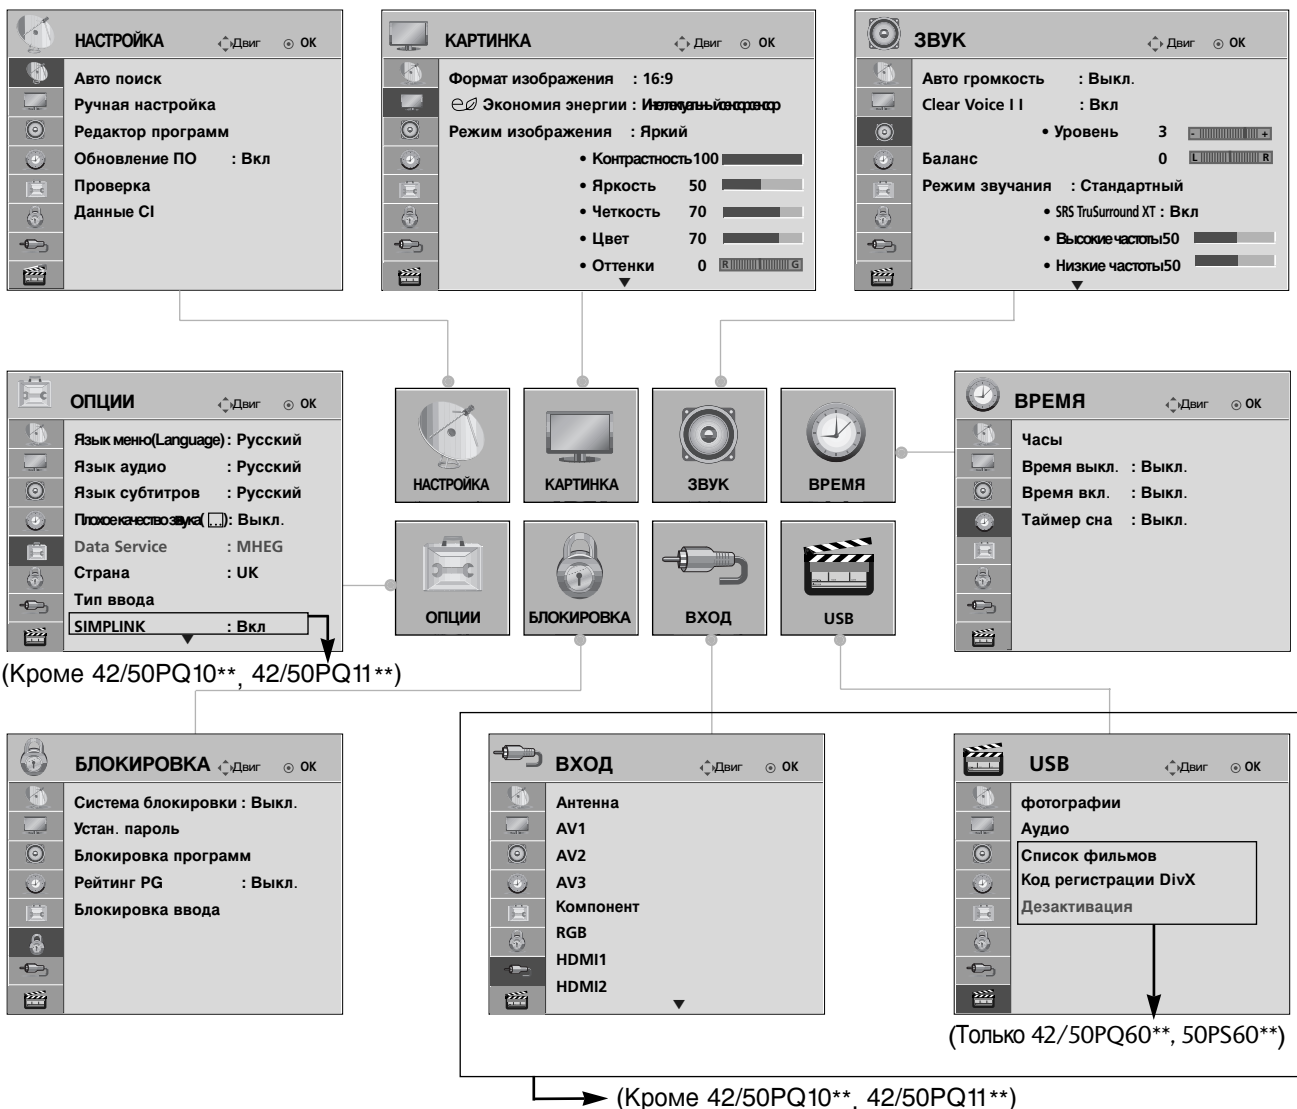 НАСТРОЙКА Двиг OK
Авто поиск
Ручная настройка
Редактор программ
Обновление ПО : Вкл
Проверка
Данные CI
КАРТИНКА Двиг OK
Формат изображения : 16:9
Экономия энергии :
Режим изображения : Яркий
• Контрастность 100
• Яркость 50
• Четкость 70
• Цвет 70
• Оттенки 0 R G
ЗВУК Двиг OK
Авто громкость : Выкл.
Clear Voice I I : Вкл
• Уровень 3 - +
Баланс 0 L R
Режим звучания : Стандартный
• SRS TruSurround XT : Вкл
• Высокие частоты 50
• Низкие частоты 50
ОПЦИИ Двиг OK
Язык меню(Language) : Русский
Язык аудио : Русский
Язык субтитров : Русский
Плохое качество звука( ) : Выкл.
Data Service : MHEG
Страна : UK
Тип ввода
SIMPLINK : Вкл
(Кроме 42/50PQ10**, 42/50PQ11**)
НАСТРОЙКА
КАРТИНКА
ЗВУК
ВРЕМЯ
ОПЦИИ
БЛОКИРОВКА
ВХОД
USB
ВРЕМЯ Двиг OK
Часы
Время выкл. : Выкл.
Время вкл. : Выкл.
Таймер сна : Выкл.
БЛОКИРОВКА Двиг OK
Система блокировки : Выкл.
Устан. пароль
Блокировка программ
Рейтинг PG : Выкл.
Блокировка ввода
ВХОД Двиг OK
Антенна
AV1
AV2
AV3
Компонент
RGB
HDMI1
HDMI2
USB Двиг OK
фотографии
Аудио
Список фильмов
Код регистрации DivX
Дезактивация
(Только 42/50PQ60**, 50PS60**)
(Кроме 42/50PQ10**, 42/50PQ11**)